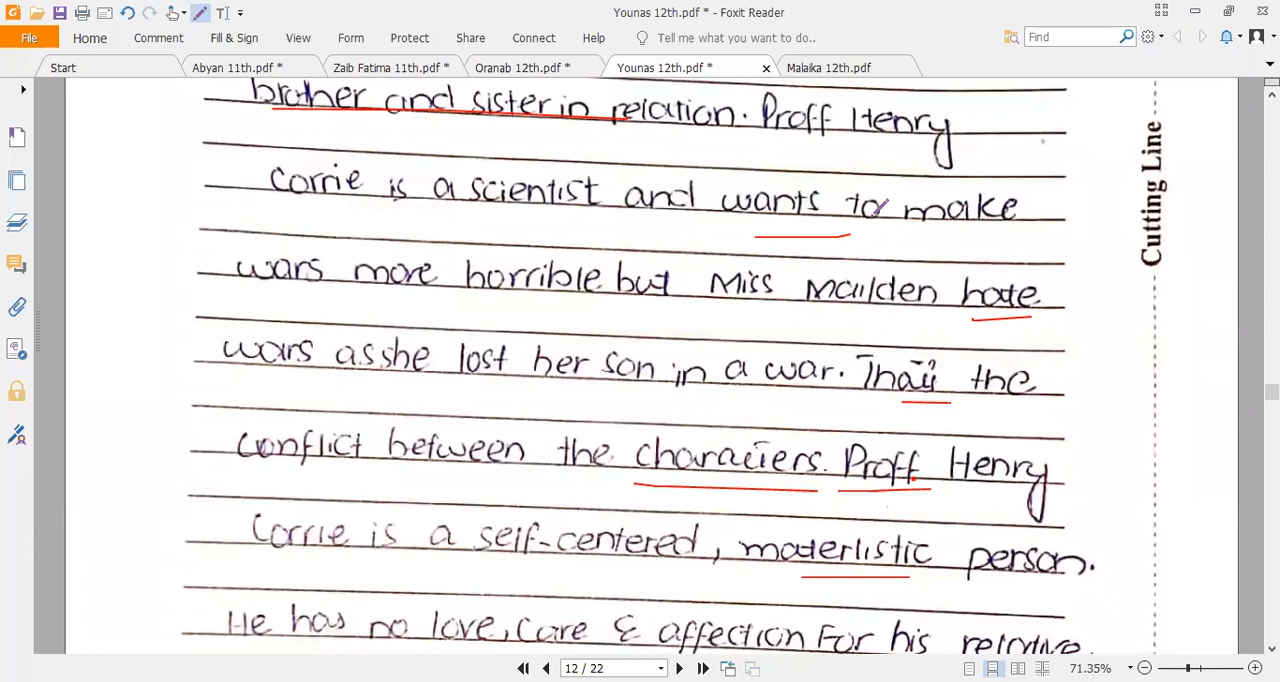 Younas 12th.pdf * - Foxit Reader
File Home Comment Fill & Sign View Form Protect Share Connect Help Tell me what you want to do.. Find
Start Abyan 11th.pdf * Zaib Fatima 11th.pdf * Oranab 12th.pdf * Younas 12th.pdf * Malaika 12th.pdf
brother and sister in relation. Proff Henry
Corrie is a scientist and wants to make
wars more horrible but Miss Mailden hate
wars as she lost her son in a war. the
conflict between the characters. Proff. Henry
Corrie is a self-centered, materlistic person.
He has no love, care & affection For his relative
Cutting Line
12 / 22 71.35%